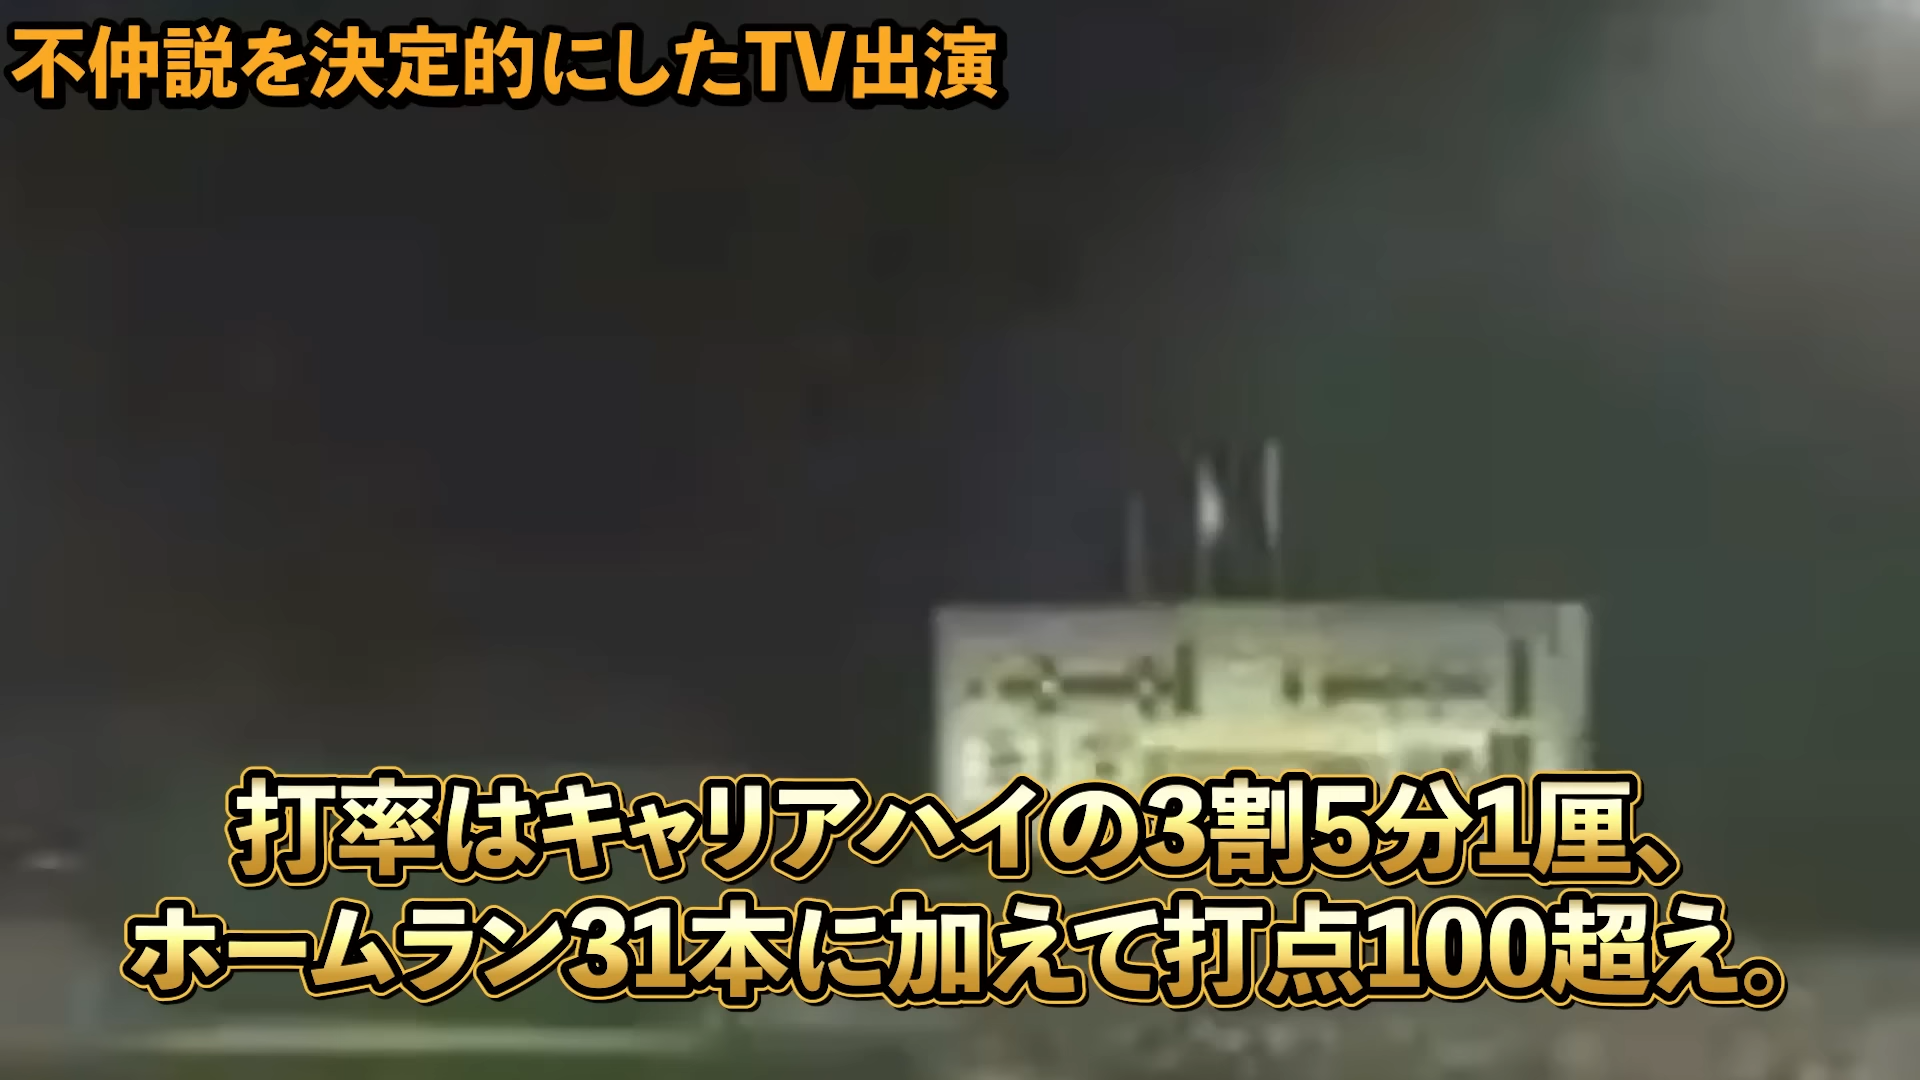 不仲説を決定的にしたTV出演
打率はキャリアハイの3割5分1厘、
ホームラン31本に加えて打点100超え。